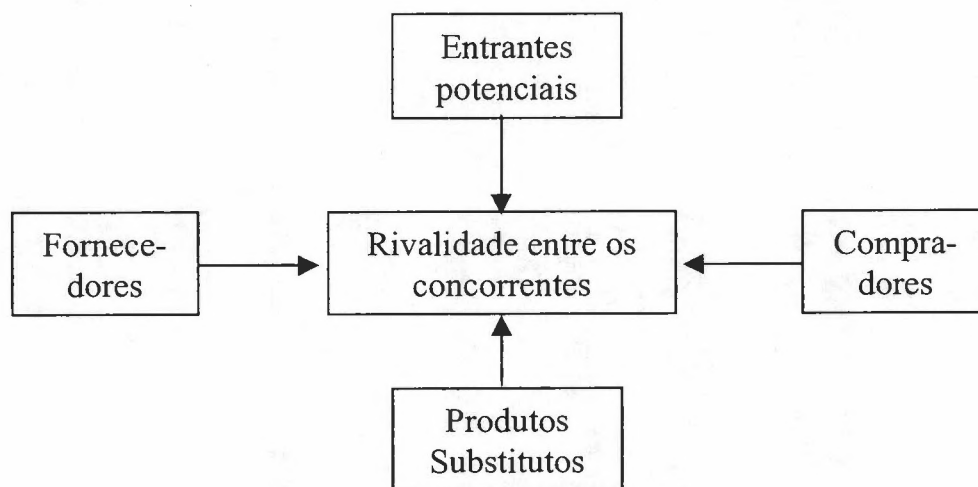 Entrantes
potenciais
Fornece-
dores
Rivalidade entre os
concorrentes
Compra-
dores
Produtos
Substitutos